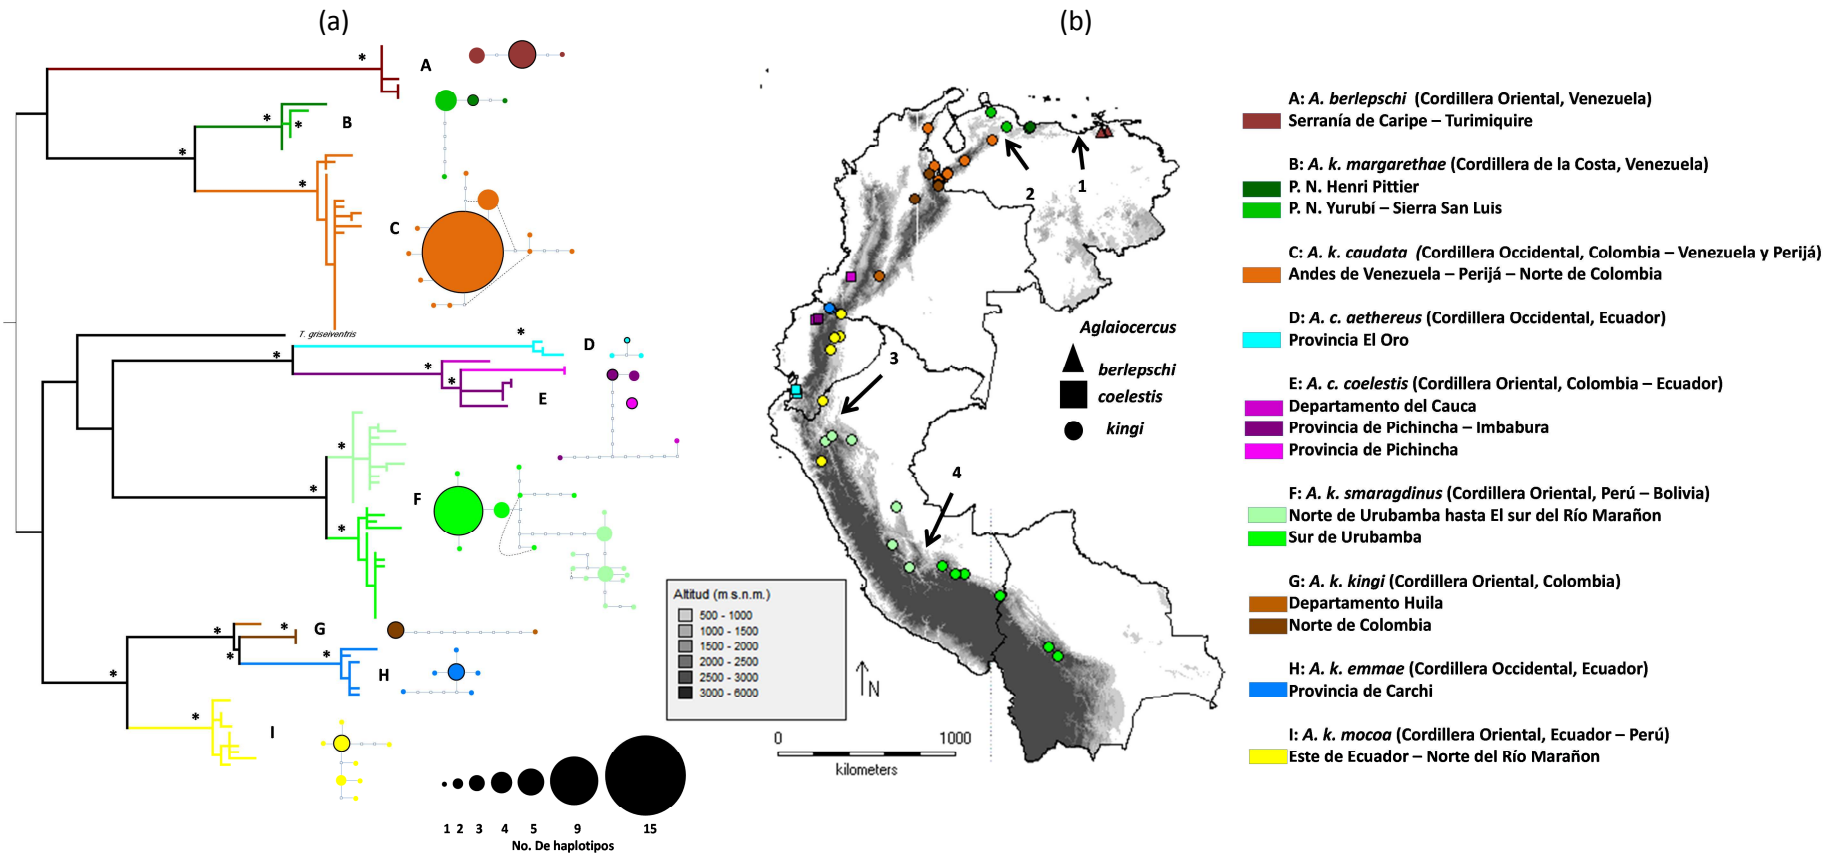 (a)
(b)
*
A
*
*
B
*
*
C
T. griseiventris
*
D
*
*
*
E
*
F
*
*
*
*
G
*
*
H
*
*
I
1 2 3 4 5 9 15
No. De haplotipos
2
1
3
4
Aglaiocercus
berlepschi
coelestis
kingi
Altitud (m s.n.m.)
500 - 1000
1000 - 1500
1500 - 2000
2000 - 2500
2500 - 3000
3000 - 6000
N
0 1000
kilometers
A: A. berlepschi (Cordillera Oriental, Venezuela)
Serranía de Caripe – Turimiquire
B: A. k. margarethae (Cordillera de la Costa, Venezuela)
P. N. Henri Pittier
P. N. Yurubí – Sierra San Luis
C: A. k. caudata (Cordillera Occidental, Colombia – Venezuela y Perijá)
Andes de Venezuela – Perijá – Norte de Colombia
D: A. c. aethereus (Cordillera Occidental, Ecuador)
Provincia El Oro
E: A. c. coelestis (Cordillera Oriental, Colombia – Ecuador)
Departamento del Cauca
Provincia de Pichincha – Imbabura
Provincia de Pichincha
F: A. k. smaragdinus (Cordillera Oriental, Perú – Bolivia)
Norte de Urubamba hasta El sur del Río Marañon
Sur de Urubamba
G: A. k. kingi (Cordillera Oriental, Colombia)
Departamento Huila
Norte de Colombia
H: A. k. emmae (Cordillera Occidental, Ecuador)
Provincia de Carchi
I: A. k. mocoa (Cordillera Oriental, Ecuador – Perú)
Este de Ecuador – Norte del Río Marañon